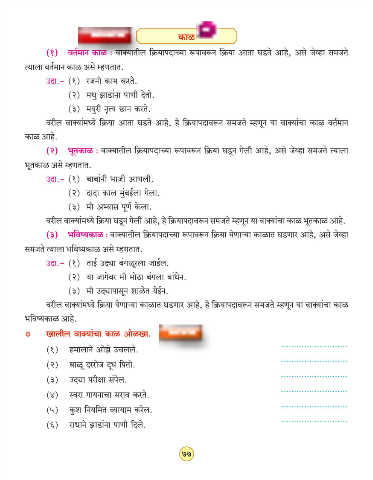 काळ
(१) वर्तमान काळ : वाक्यातील क्रियापदाच्या रूपावरून क्रिया आता घडते आहे, असे जेव्हा समजते
त्याला वर्तमान काळ असे म्हणतात.
उदा.– (१) रजनी काम करते.
(२) मधु झाडांना पाणी देतो.
(३) मयुरी नृत्य छान करते.
वरील वाक्यांमध्ये क्रिया आता घडते आहे, हे क्रियापदावरून समजते म्हणून या वाक्यांचा काळ वर्तमान
काळ आहे.
(२) भूतकाळ : वाक्यातील क्रियापदाच्या रूपावरून क्रिया घडून गेली आहे, असे जेव्हा समजते त्याला
भूतकाळ असे म्हणतात.
उदा.– (१) बाबांनी भाजी आणली.
(२) दादा काल मुंबईला गेला.
(३) मी अभ्यास पूर्ण केला.
वरील वाक्यांमध्ये क्रिया घडून गेली आहे, हे क्रियापदावरून समजते म्हणून या वाक्यांचा काळ भूतकाळ आहे.
(३) भविष्यकाळ : वाक्यातील क्रियापदाच्या रूपावरून क्रिया येणाऱ्या काळात घडणार आहे, असे जेव्हा
समजते त्याला भविष्यकाळ असे म्हणतात.
उदा.– (१) ताई उद्या बंगळूरला जाईल.
(२) या जागेवर मी मोठा बंगला बांधेन.
(३) मी उद्यापासून शाळेत येईन.
वरील वाक्यांमध्ये क्रिया येणाऱ्या काळात घडणार आहे, हे क्रियापदावरून समजते म्हणून या वाक्यांचा काळ
भविष्यकाळ आहे.
खालील वाक्यांचा काळ ओळखा.
(१) हमालाने ओझे उचलले.
(२) बाळू दररोज दूध पितो.
(३) उद्या परीक्षा संपेल.
(४) स्वरा गायनाचा सराव करते.
(५) कुश नियमित व्यायाम करेल.
(६) राधाने झाडांना पाणी दिले.
७७